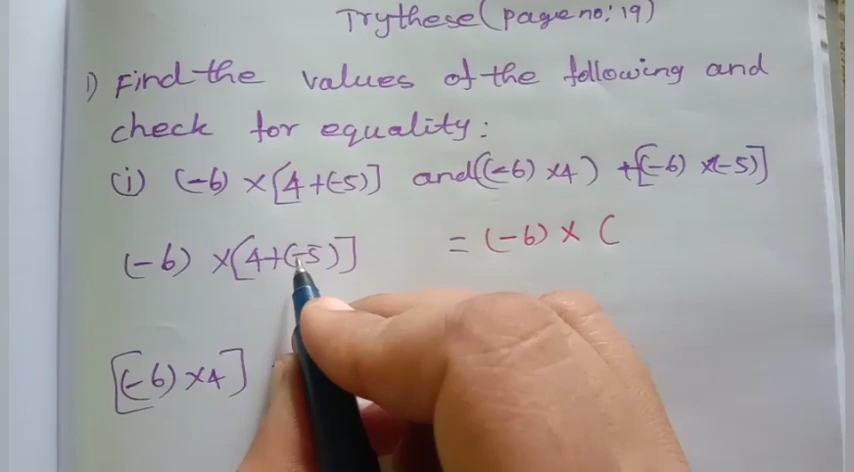 Trythese(page no: 19)
1) Find the values of the following and
check for equality:
(i) (-6) ×[4+(-5)] and((-6) ×4) +[(-6) ×(-5)]
(-6) ×[4+(-5)] = (-6) × (
[(-6) ×4]